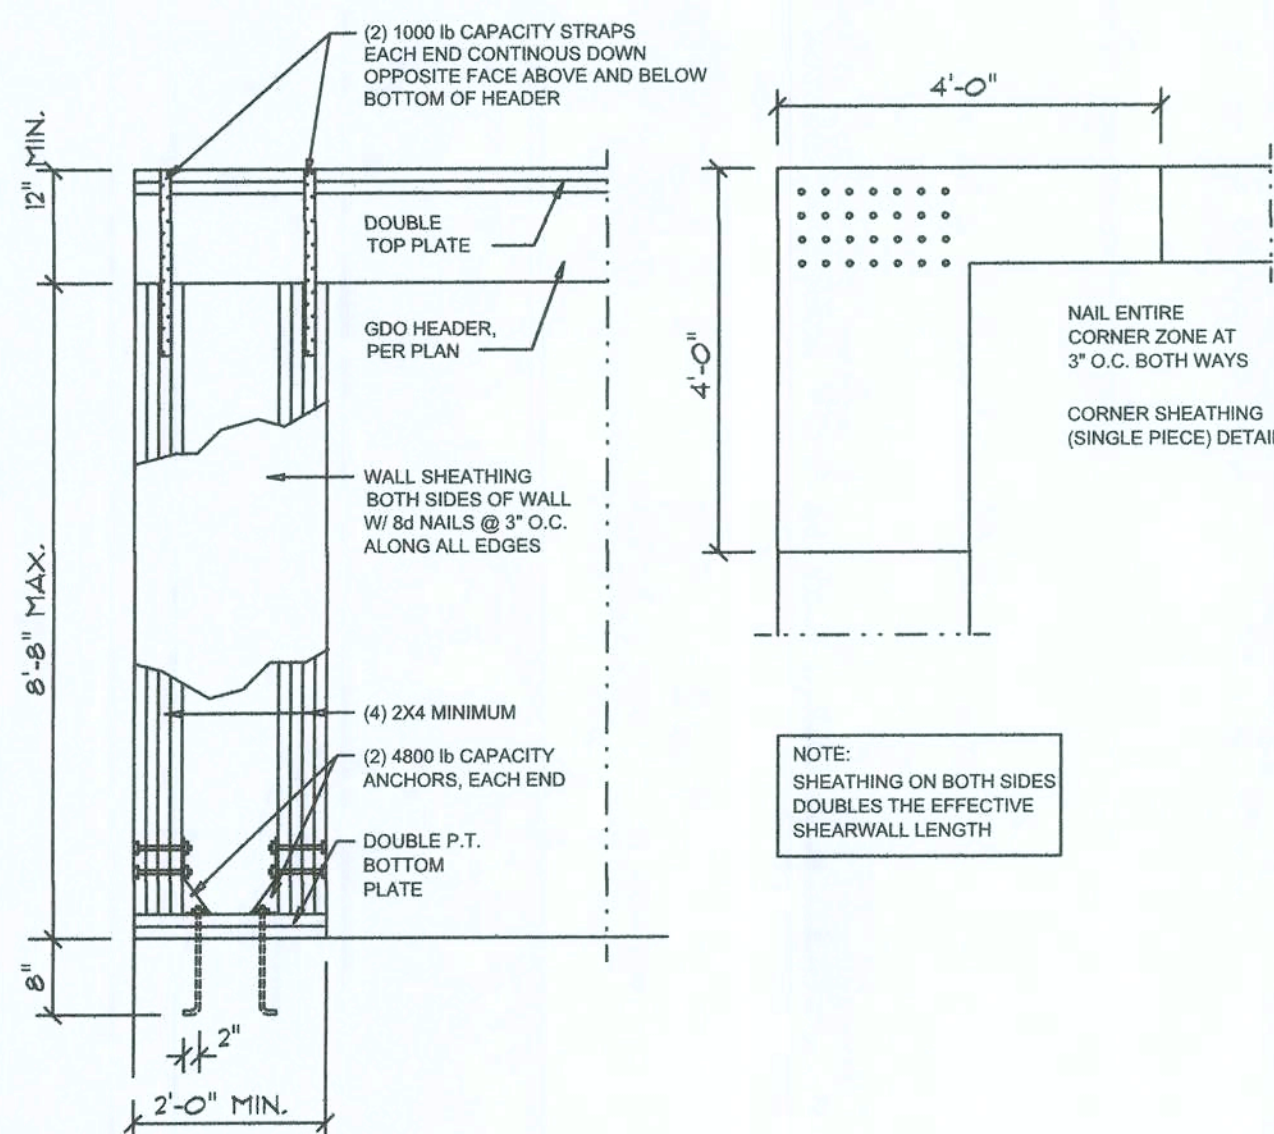 (2) 1000 lb CAPACITY STRAPS
EACH END CONTINOUS DOWN
OPPOSITE FACE ABOVE AND BELOW
BOTTOM OF HEADER
12" MIN.
DOUBLE
TOP PLATE
GDO HEADER,
PER PLAN
WALL SHEATHING
BOTH SIDES OF WALL
W/ 8d NAILS @ 3" O.C.
ALONG ALL EDGES
8'-8" MAX.
(4) 2X4 MINIMUM
(2) 4800 lb CAPACITY
ANCHORS, EACH END
DOUBLE P.T.
BOTTOM
PLATE
8"
2"
2'-0" MIN.
4'-0"
4'-0"
NAIL ENTIRE
CORNER ZONE AT
3" O.C. BOTH WAYS
CORNER SHEATHING
(SINGLE PIECE) DETAI
NOTE:
SHEATHING ON BOTH SIDES
DOUBLES THE EFFECTIVE
SHEARWALL LENGTH